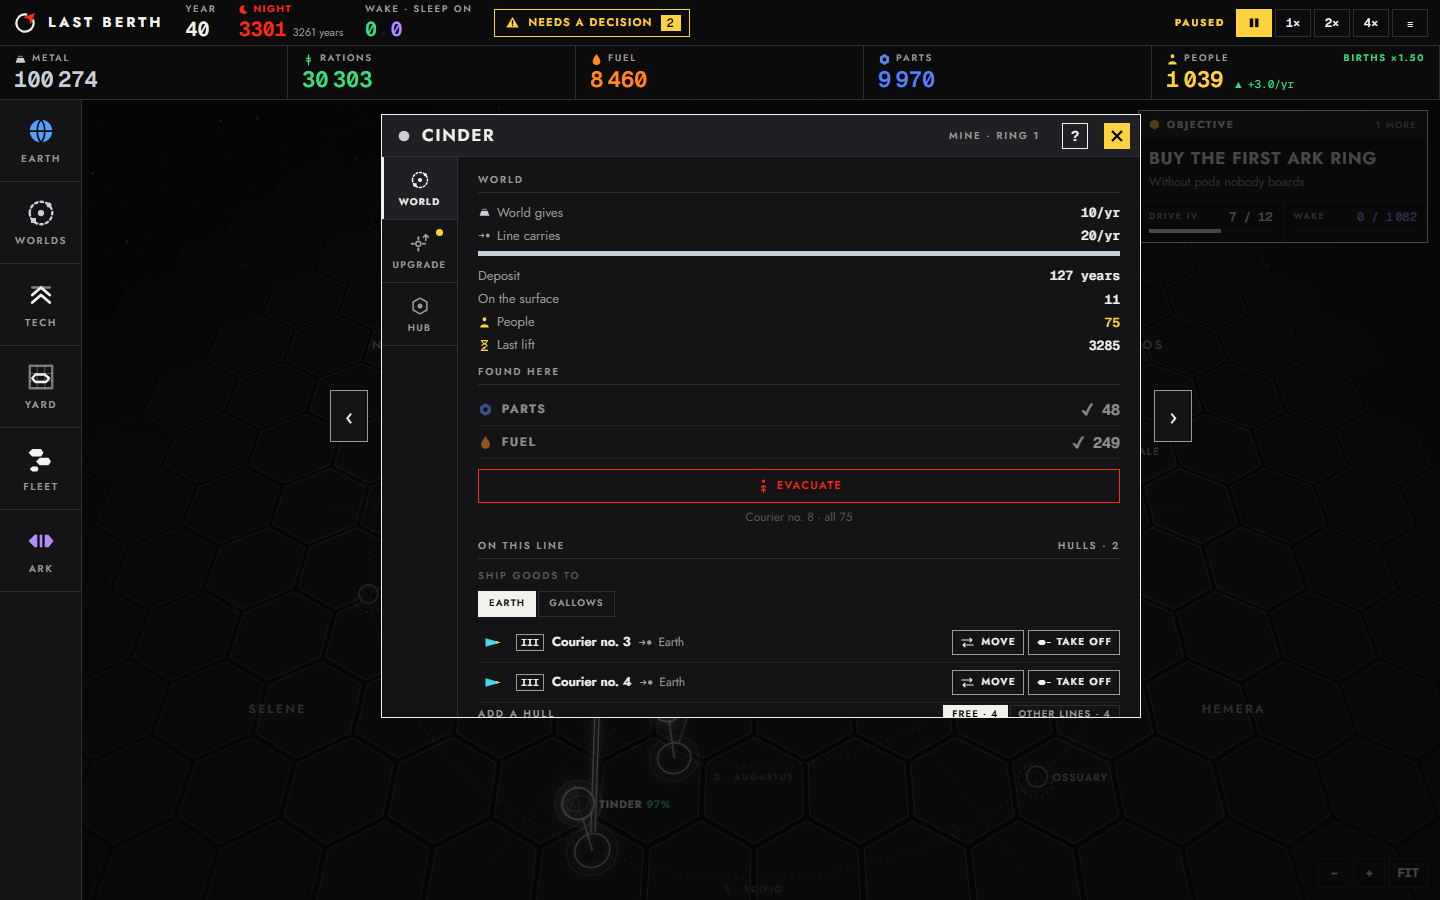 LAST BERTH
YEAR
40
NIGHT
3301 3261 years
WAKE · SLEEP ON
0 · 0
NEEDS A DECISION 2
PAUSED
1×
2×
4×
METAL
100 274
RATIONS
30 303
FUEL
8 460
PARTS
9 970
PEOPLE
BIRTHS ×1.50
1 039 ▲ +3.0/yr
EARTH
WORLDS
TECH
YARD
FLEET
ARK
CINDER
MINE · RING 1
?
WORLD
UPGRADE
HUB
WORLD
World gives 10/yr
Line carries 20/yr
Deposit 127 years
On the surface 11
People 75
Last lift 3285
FOUND HERE
PARTS ✓ 48
FUEL ✓ 249
EVACUATE
Courier no. 8 · all 75
ON THIS LINE HULLS · 2
SHIP GOODS TO
EARTH GALLOWS
III Courier no. 3 Earth MOVE TAKE OFF
III Courier no. 4 Earth MOVE TAKE OFF
ADD A HULL FREE · 4 OTHER LINES · 4
OBJECTIVE 1 MORE
BUY THE FIRST ARK RING
Without pods nobody boards
DRIVE IV 7 / 12
WAKE 0 / 1 082
SELENE
HEMERA
2 · AUGUSTUS
OSSUARY
TINDER 97%
3 · SCIPIO
− + FIT